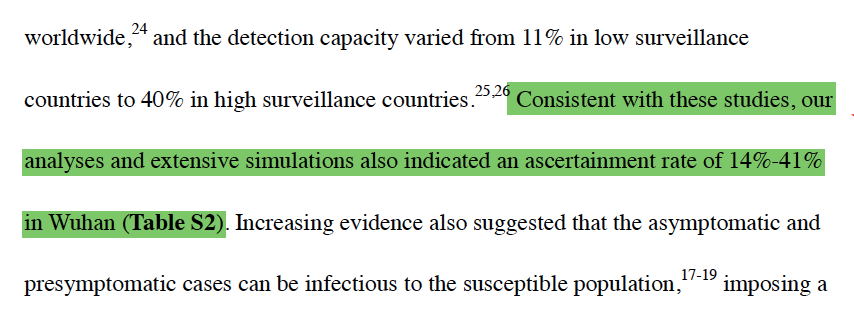 worldwide,24 and the detection capacity varied from 11% in low surveillance
countries to 40% in high surveillance countries.25,26 Consistent with these studies, our
analyses and extensive simulations also indicated an ascertainment rate of 14%-41%
in Wuhan (Table S2). Increasing evidence also suggested that the asymptomatic and
presymptomatic cases can be infectious to the susceptible population,17-19 imposing a